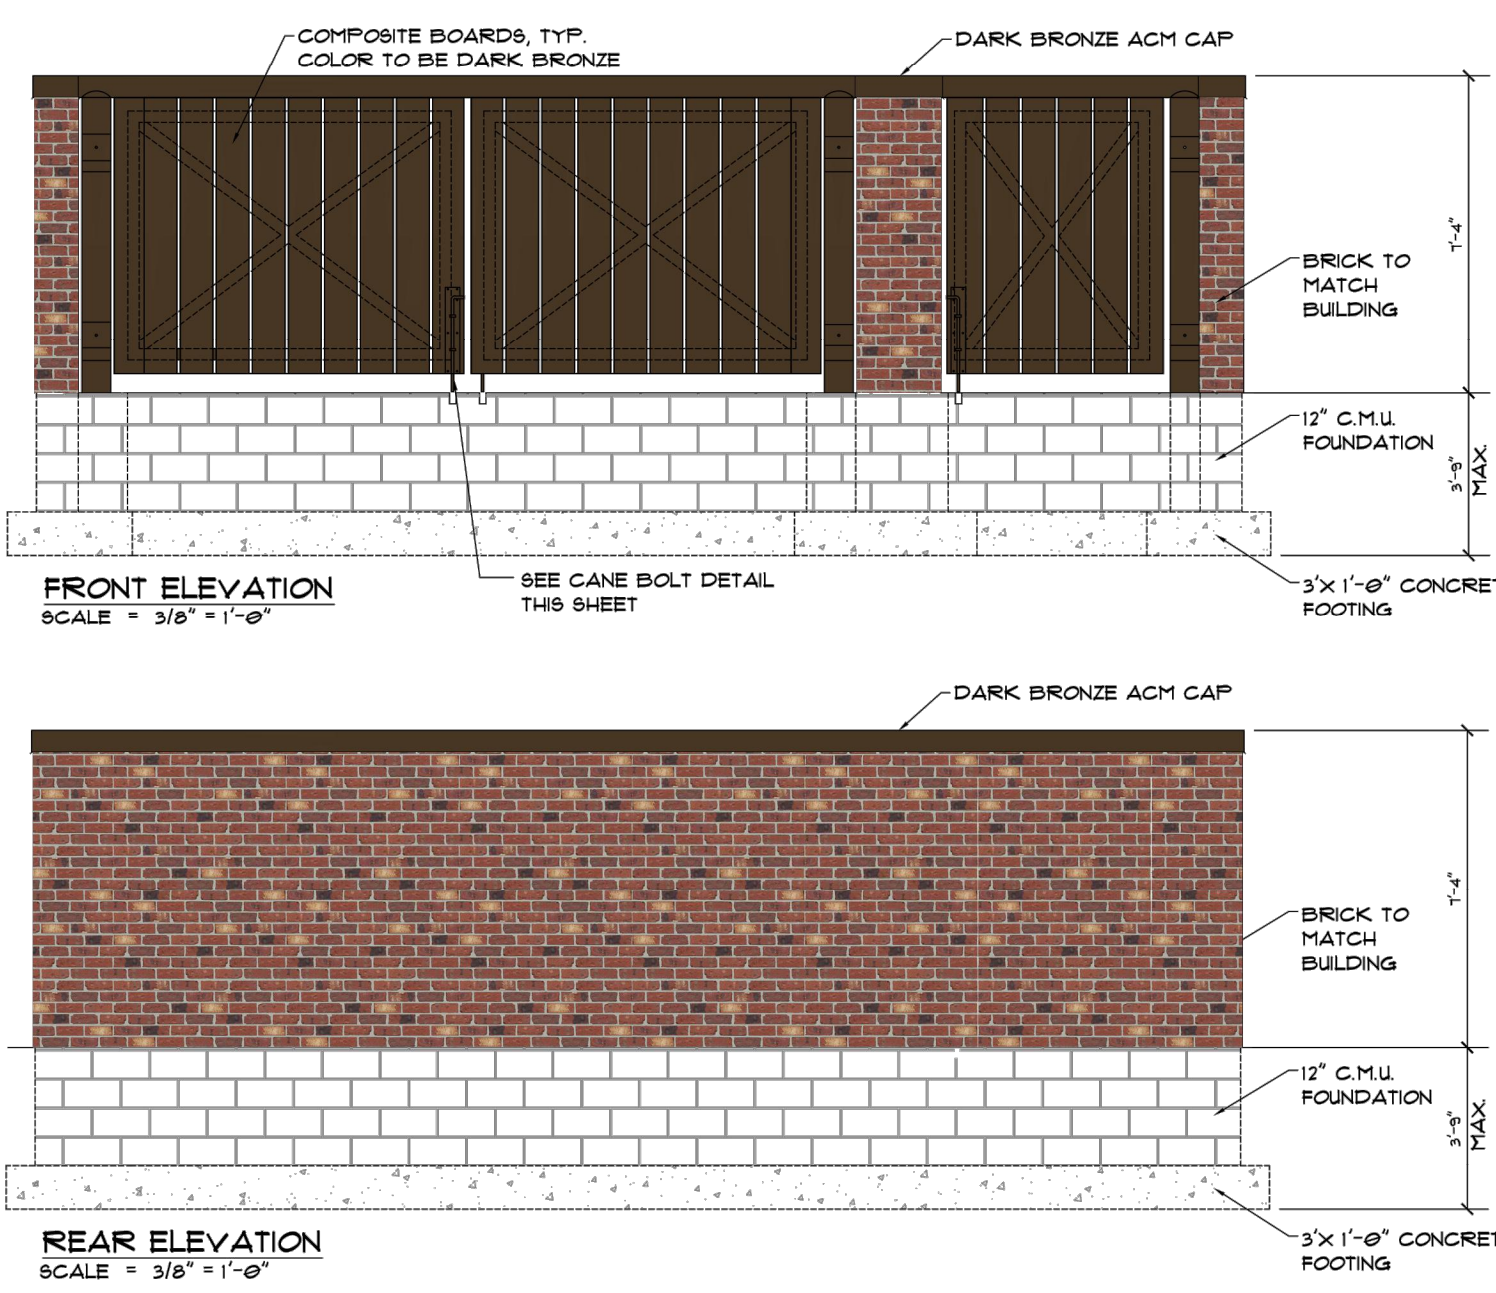 COMPOSITE BOARDS, TYP.
COLOR TO BE DARK BRONZE
DARK BRONZE ACM CAP
7'-4"
BRICK TO
MATCH
BUILDING
12" C.M.U.
FOUNDATION
3'-9"
MAX.
SEE CANE BOLT DETAIL
THIS SHEET
3'X 1'-0" CONCRET
FOOTING
FRONT ELEVATION
SCALE = 3/8" = 1'-0"
DARK BRONZE ACM CAP
7'-4"
BRICK TO
MATCH
BUILDING
12" C.M.U.
FOUNDATION
3'-9"
MAX.
3'X 1'-0" CONCRET
FOOTING
REAR ELEVATION
SCALE = 3/8" = 1'-0"